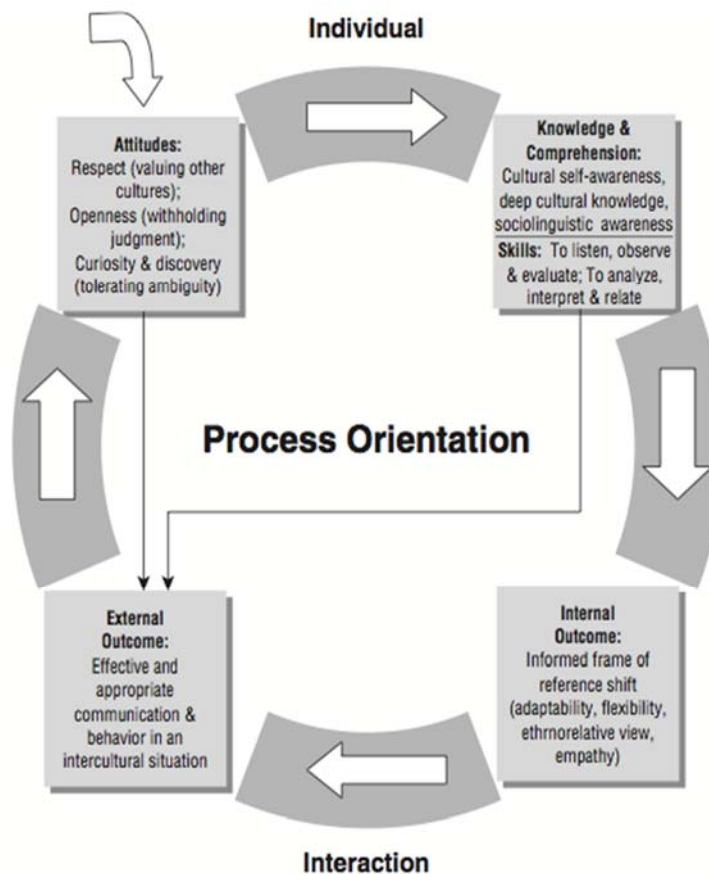 Individual
Attitudes:
Respect (valuing other
cultures);
Openness (withholding
judgment);
Curiosity & discovery
(tolerating ambiguity)
Knowledge &
Comprehension:
Cultural self-awareness,
deep cultural knowledge,
sociolinguistic awareness
Skills: To listen, observe
& evaluate; To analyze,
interpret & relate
Process Orientation
External
Outcome:
Effective and
appropriate
communication &
behavior in an
intercultural situation
Internal
Outcome:
Informed frame of
reference shift
(adaptability, flexibility,
ethrnorelative view,
empathy)
Interaction